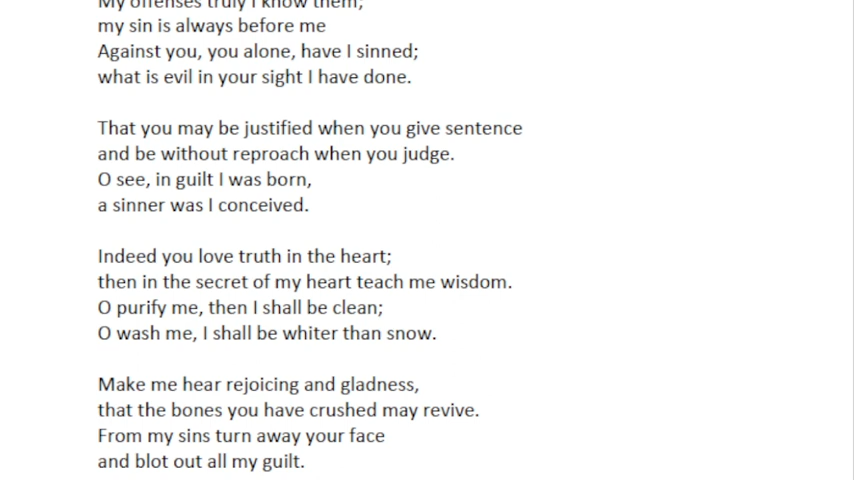 My offenses truly I know them;
my sin is always before me
Against you, you alone, have I sinned;
what is evil in your sight I have done.

That you may be justified when you give sentence
and be without reproach when you judge.
O see, in guilt I was born,
a sinner was I conceived.

Indeed you love truth in the heart;
then in the secret of my heart teach me wisdom.
O purify me, then I shall be clean;
O wash me, I shall be whiter than snow.

Make me hear rejoicing and gladness,
that the bones you have crushed may revive.
From my sins turn away your face
and blot out all my guilt.